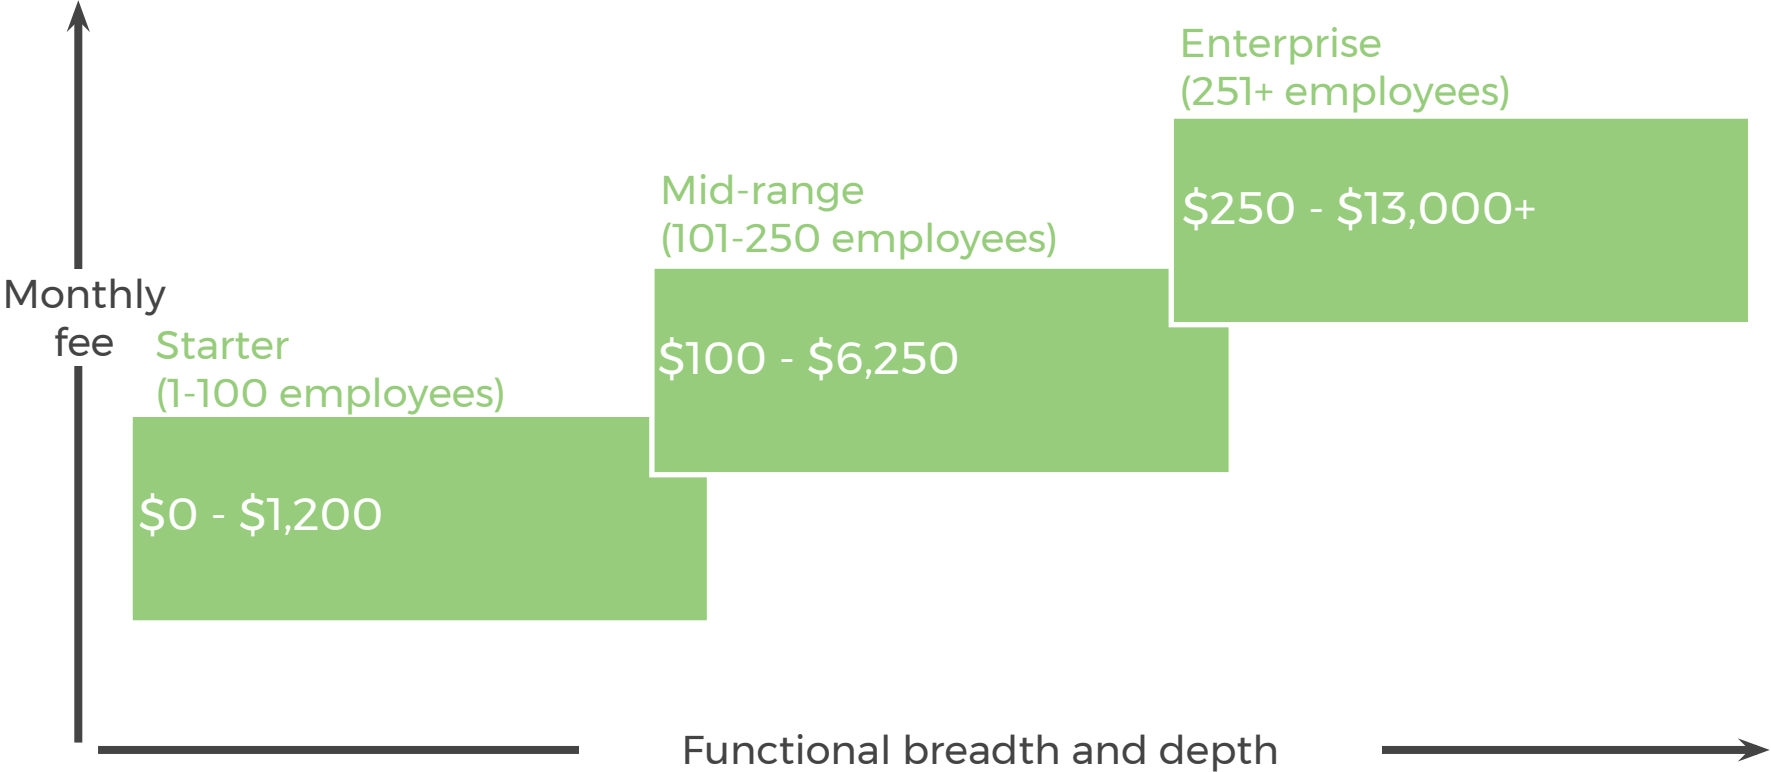 Enterprise
(251+ employees)
$250 - $13,000+
Mid-range
(101-250 employees)
$100 - $6,250
Monthly
fee
Starter
(1-100 employees)
$0 - $1,200
Functional breadth and depth